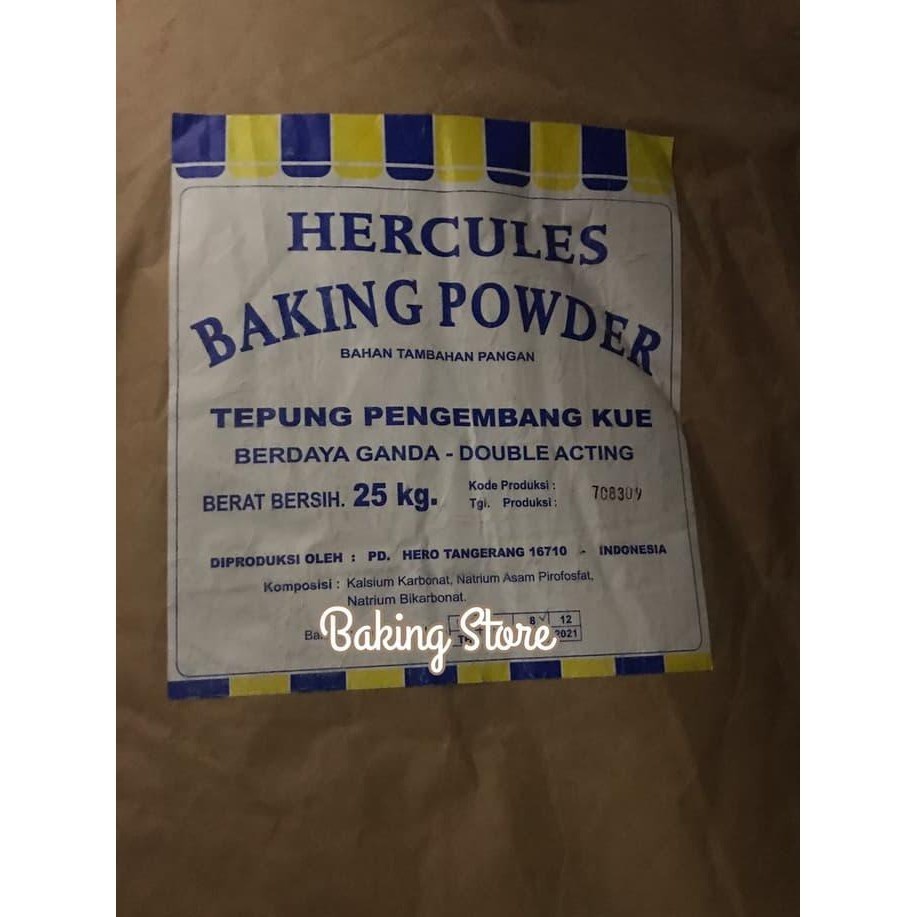 HERCULES
BAKING POWDER
BAHAN TAMBAHAN PANGAN
TEPUNG PENGEMBANG KUE
BERDAYA GANDA - DOUBLE ACTING
BERAT BERSIH. 25 kg.
Kode Produksi :
Tgl. Produksi :
708309
DIPRODUKSI OLEH : PD. HERO TANGERANG 16710 - INDONESIA
Komposisi : Kalsium Karbonat, Natrium Asam Pirofosfat,
Natrium Bikarbonat.
8 12
2021
Baking Store